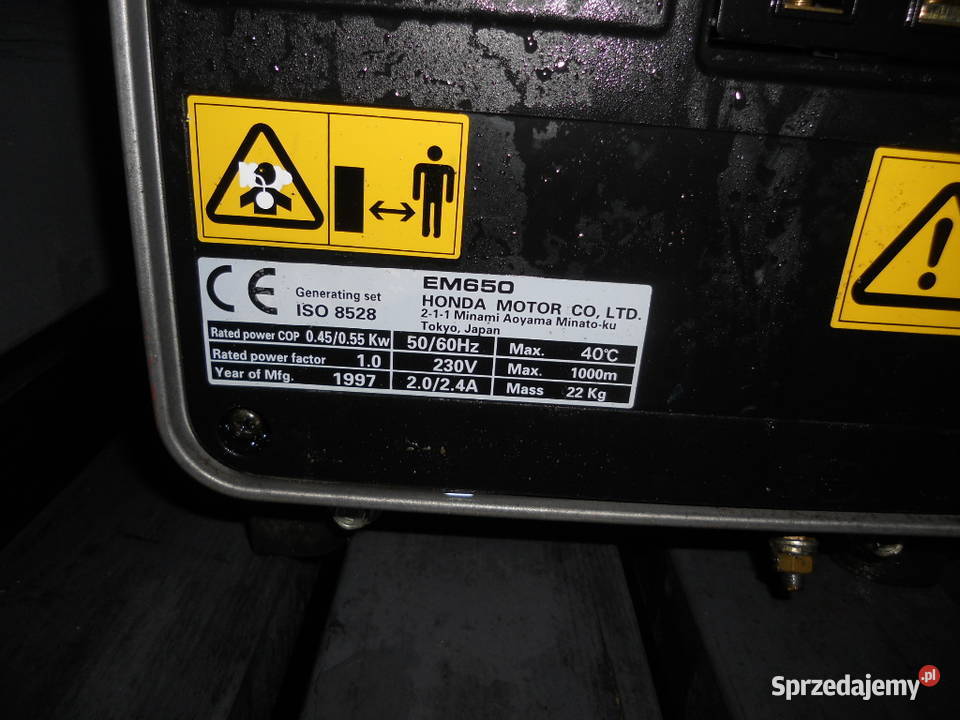 CE
Generating set
ISO 8528
EM650
HONDA MOTOR CO, LTD.
2-1-1 Minami Aoyama Minato-ku
Tokyo, Japan
Rated power COP 0.45/0.55 Kw 50/60Hz Max. 40℃
Rated power factor 1.0 230V Max. 1000m
Year of Mfg. 1997 2.0/2.4A Mass 22 Kg
Sprzedajemy.pl